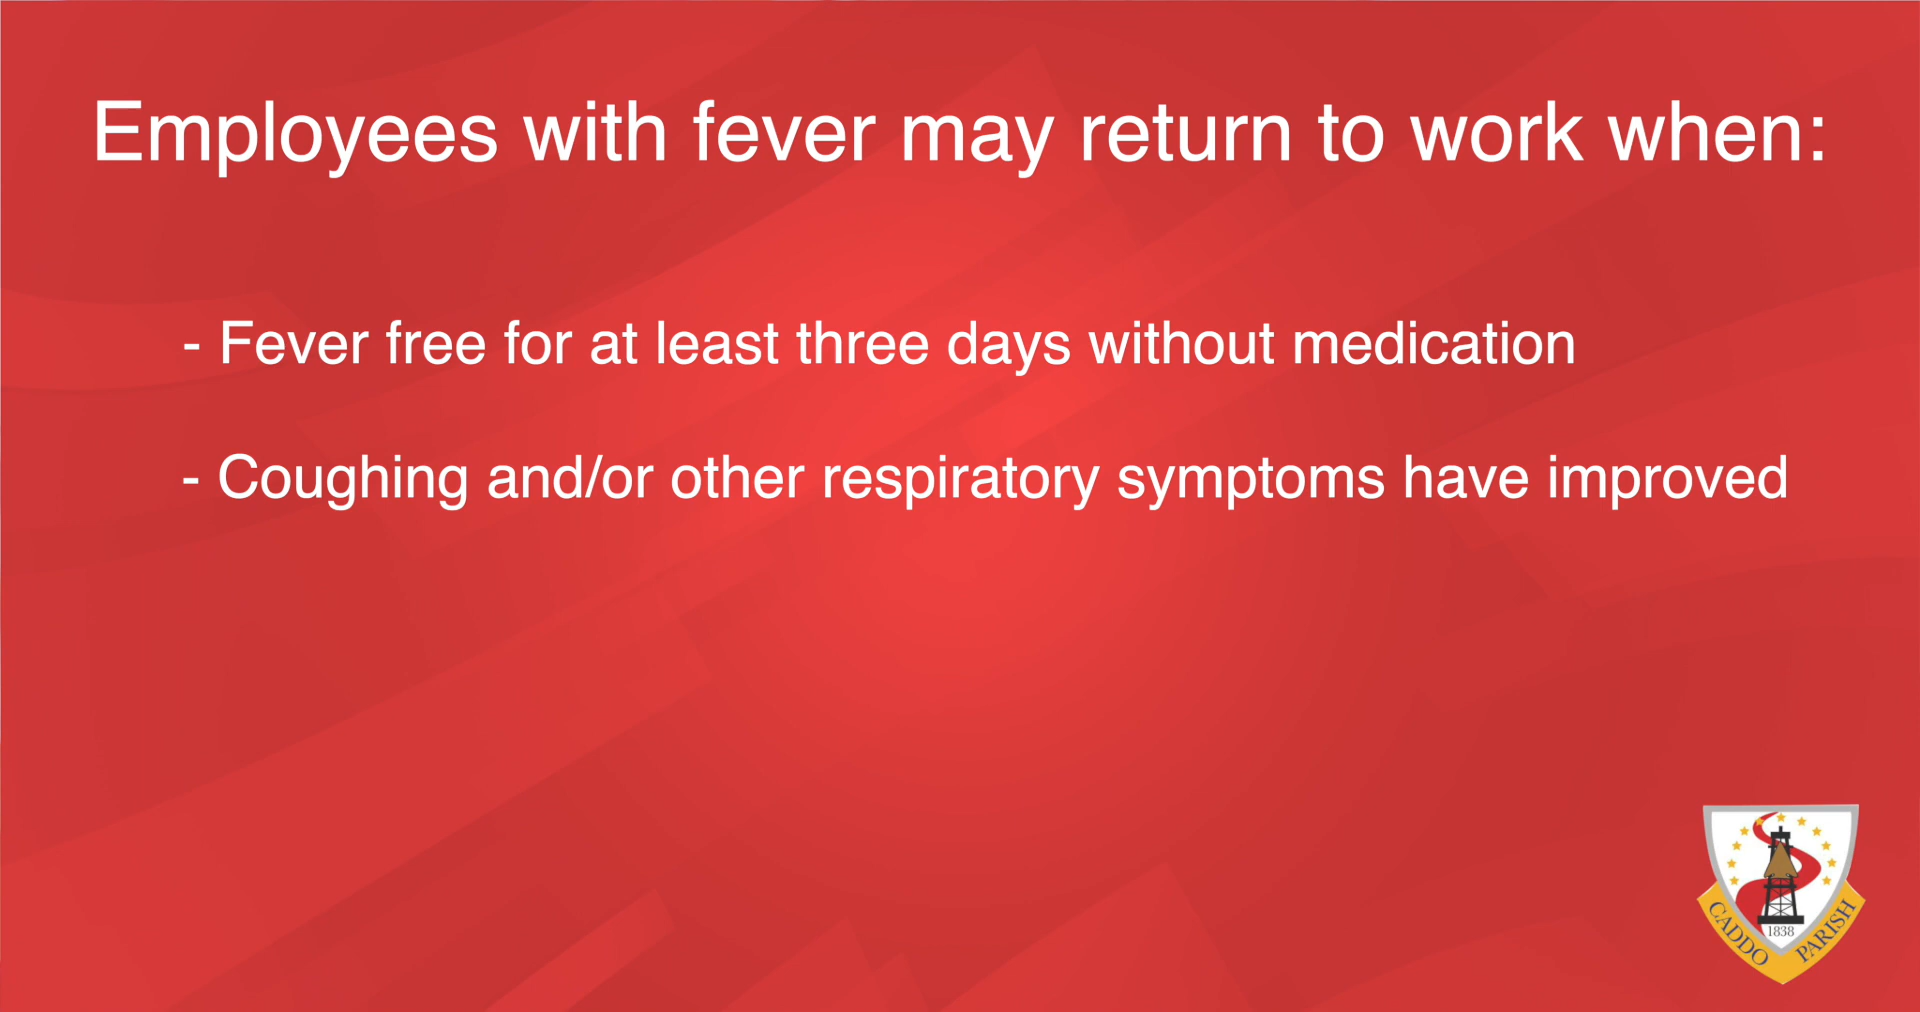 Employees with fever may return to work when:
- Fever free for at least three days without medication
- Coughing and/or other respiratory symptoms have improved
1838
CADDO PARISH